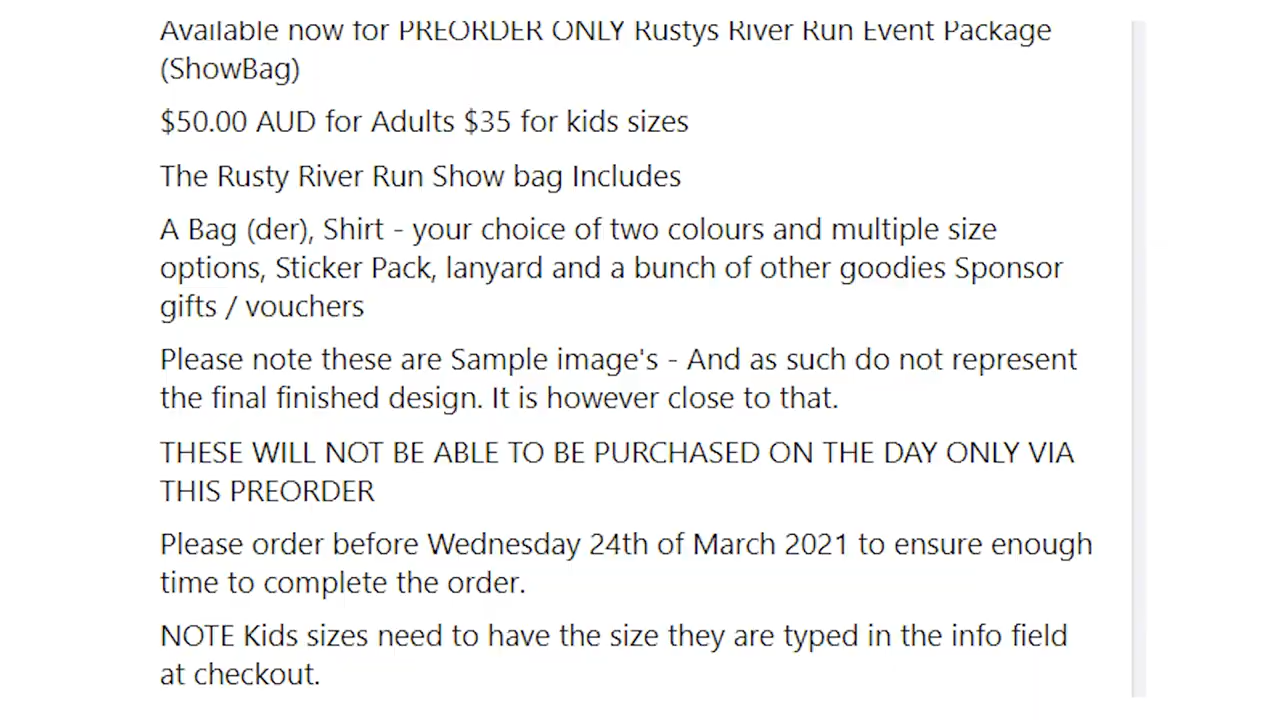 Available now for PREORDER ONLY Rustys River Run Event Package
(ShowBag)
$50.00 AUD for Adults $35 for kids sizes
The Rusty River Run Show bag Includes
A Bag (der), Shirt - your choice of two colours and multiple size
options, Sticker Pack, lanyard and a bunch of other goodies Sponsor
gifts / vouchers
Please note these are Sample image's - And as such do not represent
the final finished design. It is however close to that.
THESE WILL NOT BE ABLE TO BE PURCHASED ON THE DAY ONLY VIA
THIS PREORDER
Please order before Wednesday 24th of March 2021 to ensure enough
time to complete the order.
NOTE Kids sizes need to have the size they are typed in the info field
at checkout.